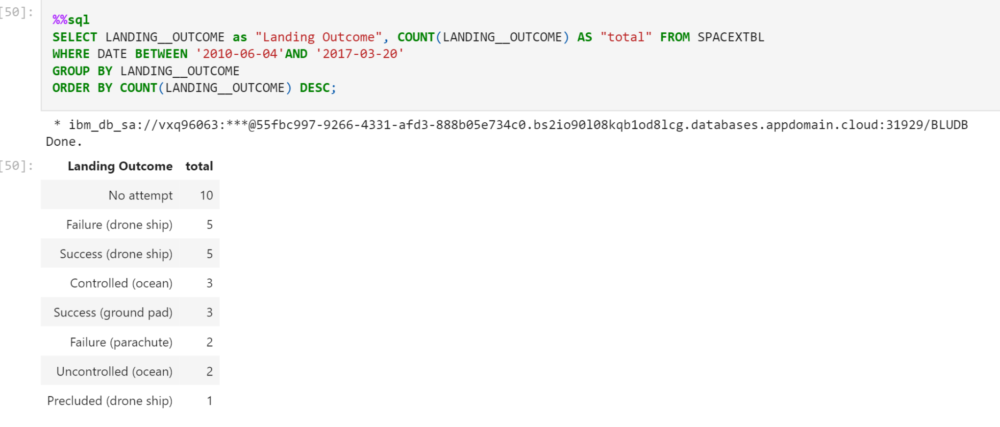 [50]:
%%sql
SELECT LANDING__OUTCOME as "Landing Outcome", COUNT(LANDING__OUTCOME) AS "total" FROM SPACEXTBL
WHERE DATE BETWEEN '2010-06-04'AND '2017-03-20'
GROUP BY LANDING__OUTCOME
ORDER BY COUNT(LANDING__OUTCOME) DESC;
* ibm_db_sa://vxq96063:***@55fbc997-9266-4331-afd3-888b05e734c0.bs2io90l08kqb1od8lcg.databases.appdomain.cloud:31929/BLUDB
Done.
[50]:
Landing Outcome total
No attempt 10
Failure (drone ship) 5
Success (drone ship) 5
Controlled (ocean) 3
Success (ground pad) 3
Failure (parachute) 2
Uncontrolled (ocean) 2
Precluded (drone ship) 1